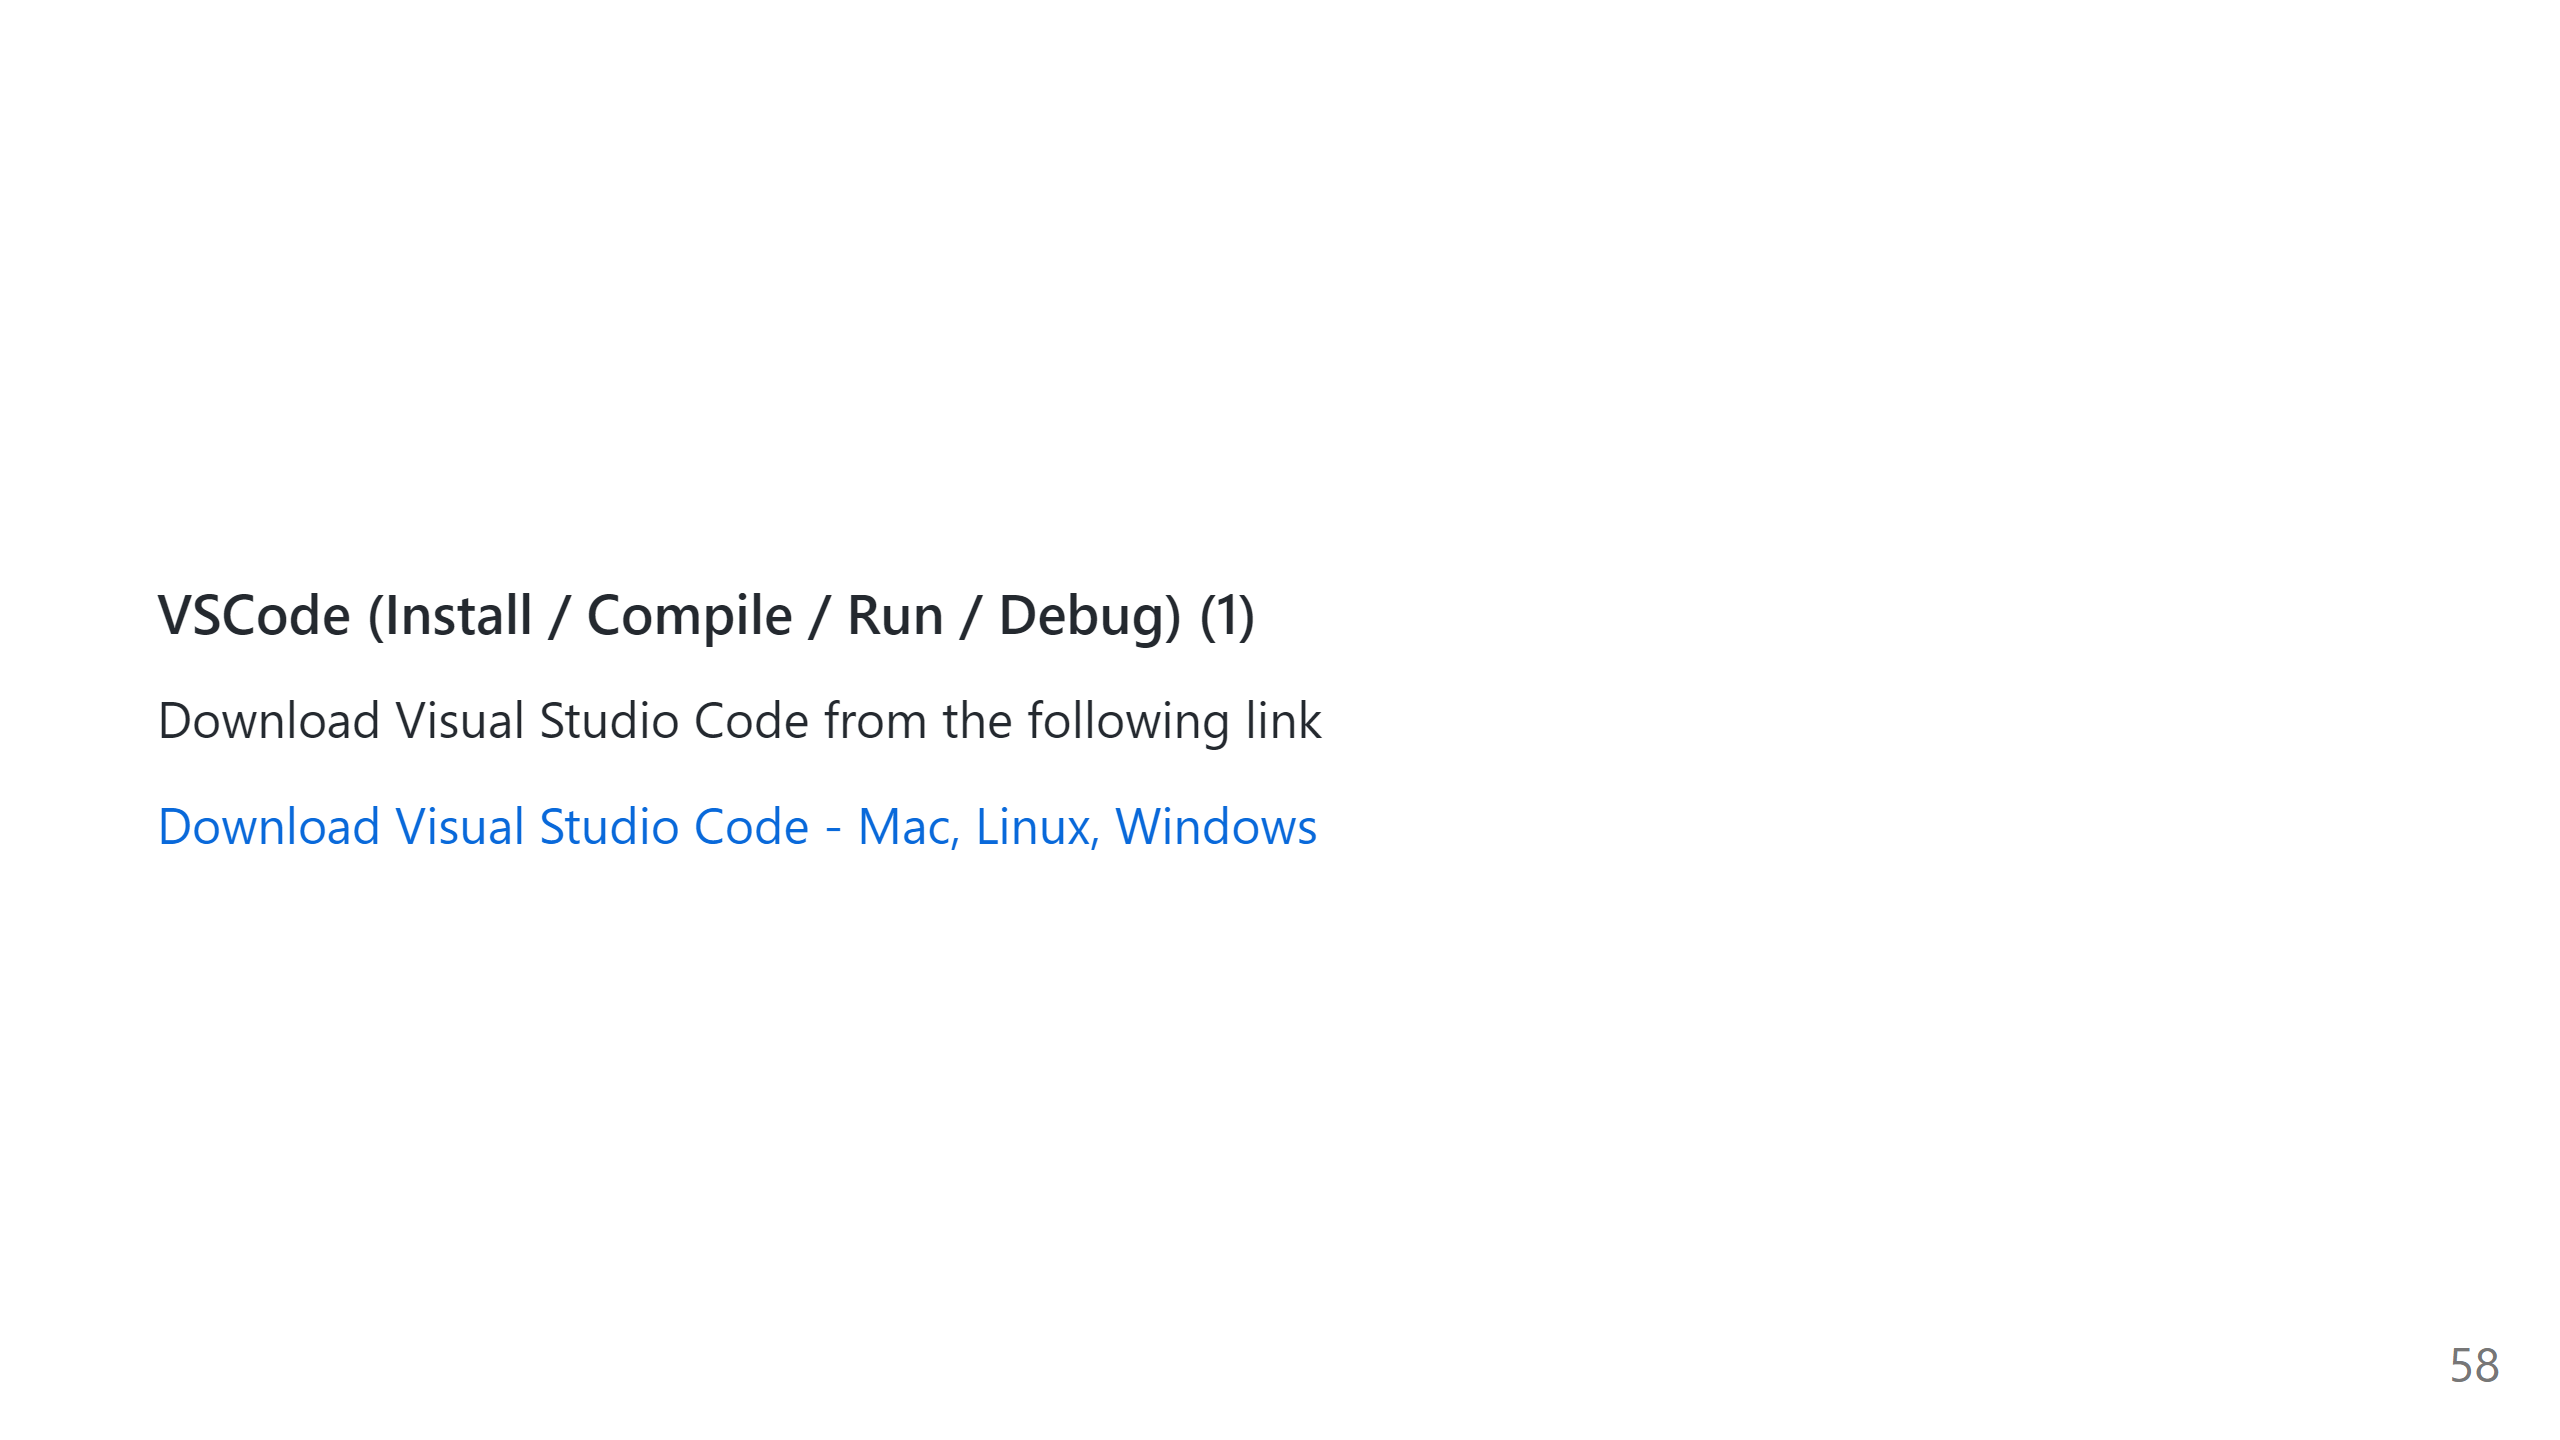 VSCode (Install / Compile / Run / Debug) (1)
Download Visual Studio Code from the following link
Download Visual Studio Code - Mac, Linux, Windows
58